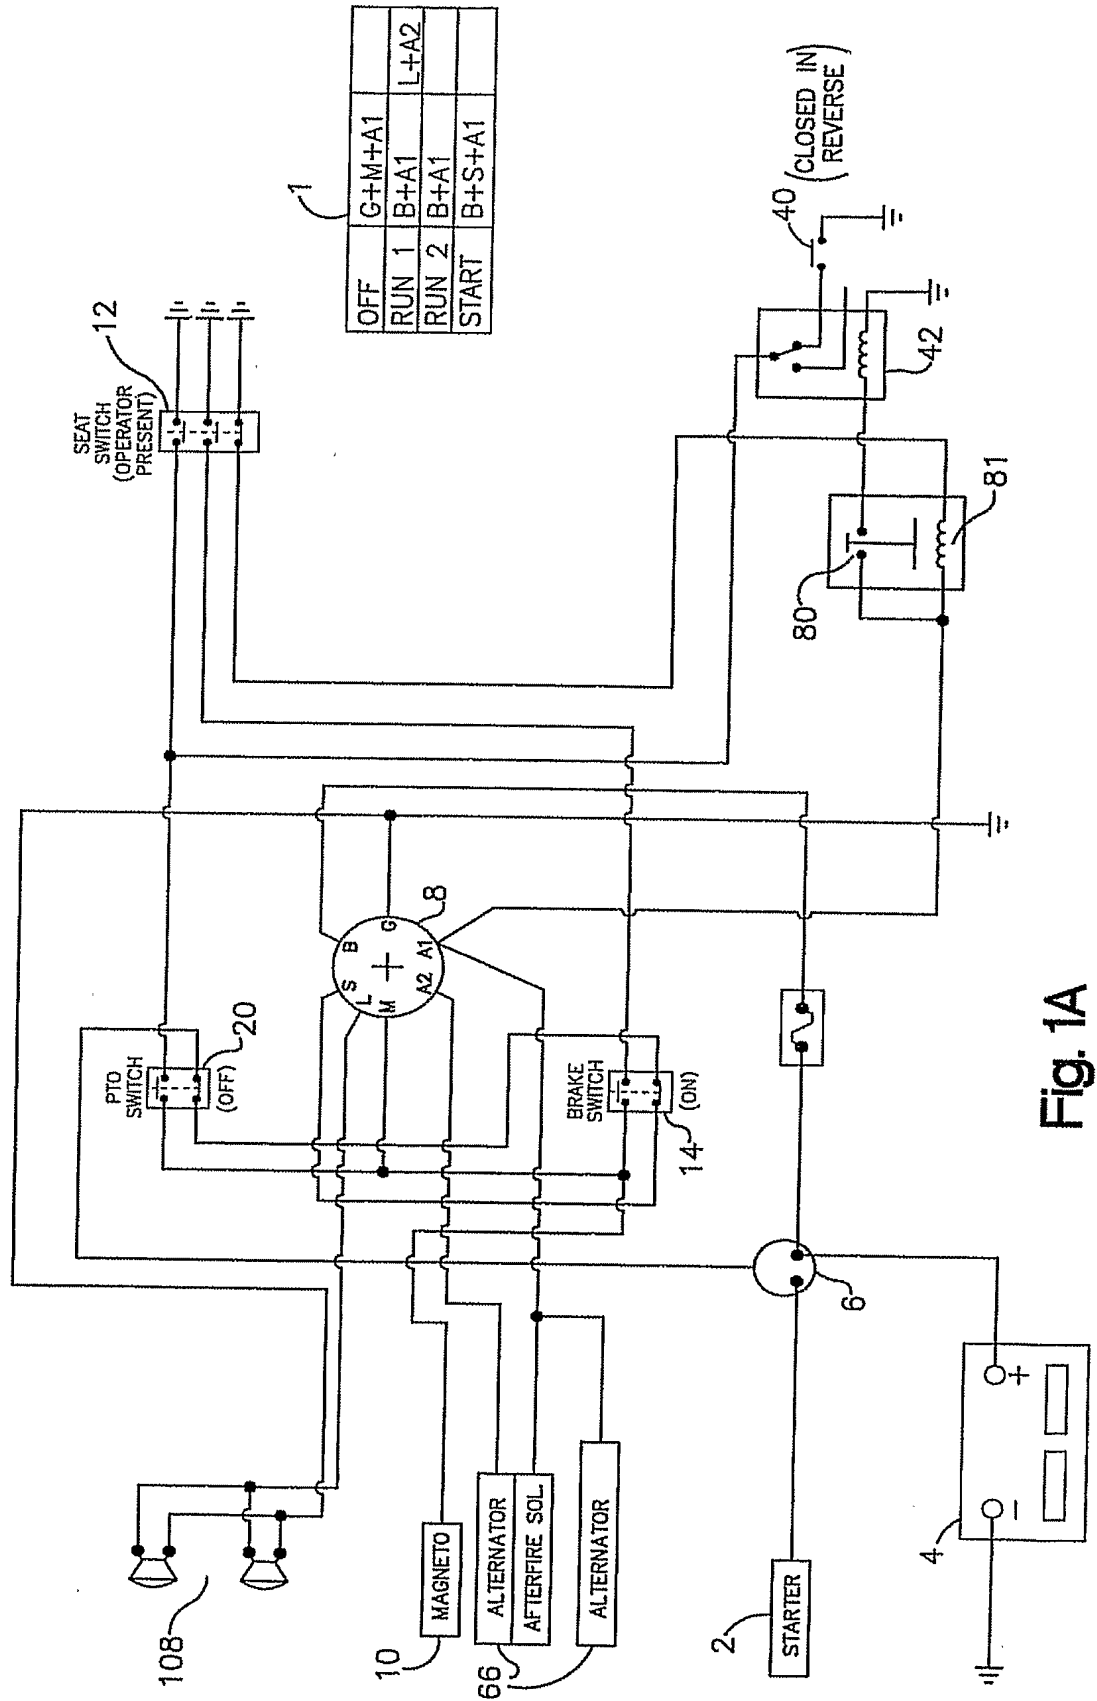 1
OFF G+M+A1
RUN 1 B+A1 L+A2
RUN 2 B+A1
START B+S+A1
12
SEAT
SWITCH
(OPERATOR
PRESENT)
40
(CLOSED IN
REVERSE)
42
80
81
8
B
G
S
L
M
A2
A1
PTO
SWITCH
20
(OFF)
BRAKE
SWITCH
(ON)
14
6
108
MAGNETO
10
ALTERNATOR
AFTERFIRE SOL.
ALTERNATOR
66
STARTER
2
4
+
−
Fig. 1A